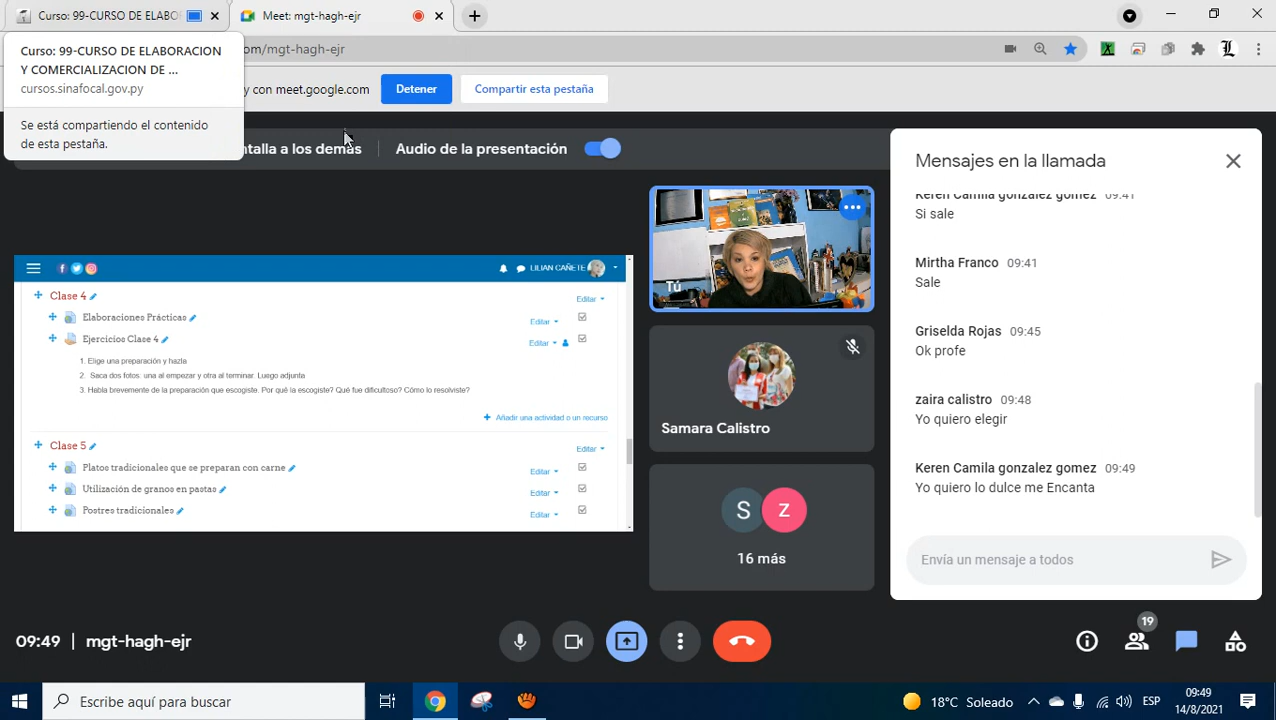 Curso: 99-CURSO DE ELABO
Meet: mgt-hagh-ejr
Curso: 99-CURSO DE ELABORACION
Y COMERCIALIZACION DE ...
cursos.sinafocal.gov.py
Se está compartiendo el contenido
de esta pestaña.
om/mgt-hagh-ejr
y con meet.google.com
Detener
Compartir esta pestaña
ntalla a los demás
Audio de la presentación
LILIAN CAÑETE
Clase 4
Editar
Elaboraciones Prácticas
Editar
Ejercicios Clase 4
Editar
1. Elige una preparación y hazla
2. Saca dos fotos: una al empezar y otra al terminar. Luego adjunta
3. Habla brevemente de la preparación que escogiste. Por qué la escogiste? Qué fue dificultoso? Cómo lo resolviste?
Añadir una actividad o un recurso
Clase 5
Editar
Platos tradicionales que se preparan con carne
Editar
Utilización de granos en pastas
Editar
Postres tradicionales
Editar
Tú
Samara Calistro
S
Z
16 más
Mensajes en la llamada
Keren Camila gonzalez gomez 09:41
Si sale
Mirtha Franco 09:41
Sale
Griselda Rojas 09:45
Ok profe
zaira calistro 09:48
Yo quiero elegir
Keren Camila gonzalez gomez 09:49
Yo quiero lo dulce me Encanta
Envía un mensaje a todos
09:49 | mgt-hagh-ejr
19
Escribe aquí para buscar
18°C Soleado
ESP
09:49
14/8/2021